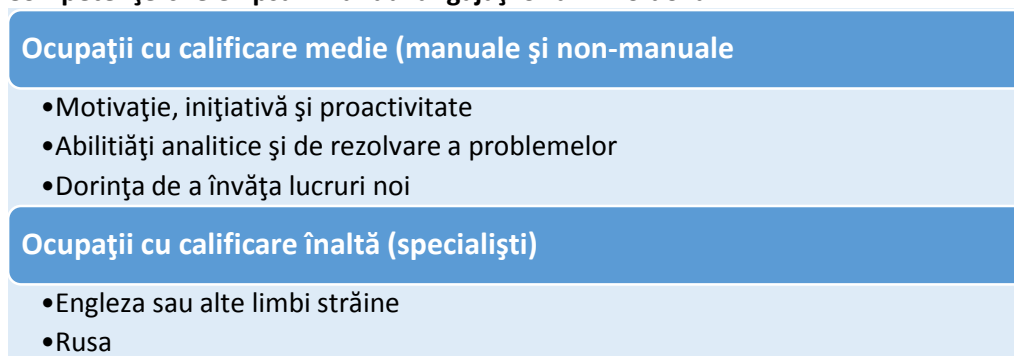 Ocupaţii cu calificare medie (manuale şi non-manuale
•Motivaţie, iniţiativă şi proactivitate
•Abilităţi analitice şi de rezolvare a problemelor
•Dorinţa de a învăţa lucruri noi
Ocupaţii cu calificare înaltă (specialişti)
•Engleza sau alte limbi străine
•Rusa